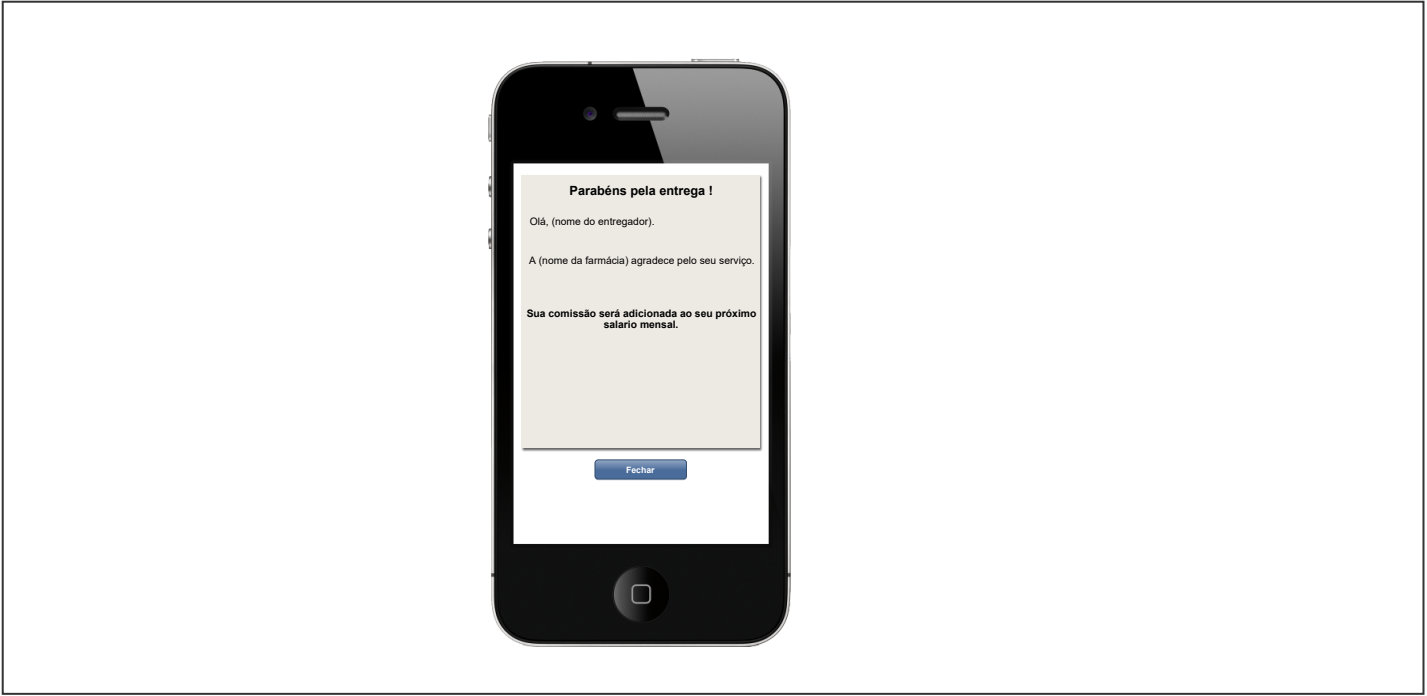 Parabéns pela entrega !
Olá, (nome do entregador).
A (nome da farmácia) agradece pelo seu serviço.
Sua comissão será adicionada ao seu próximo
salario mensal.
Fechar